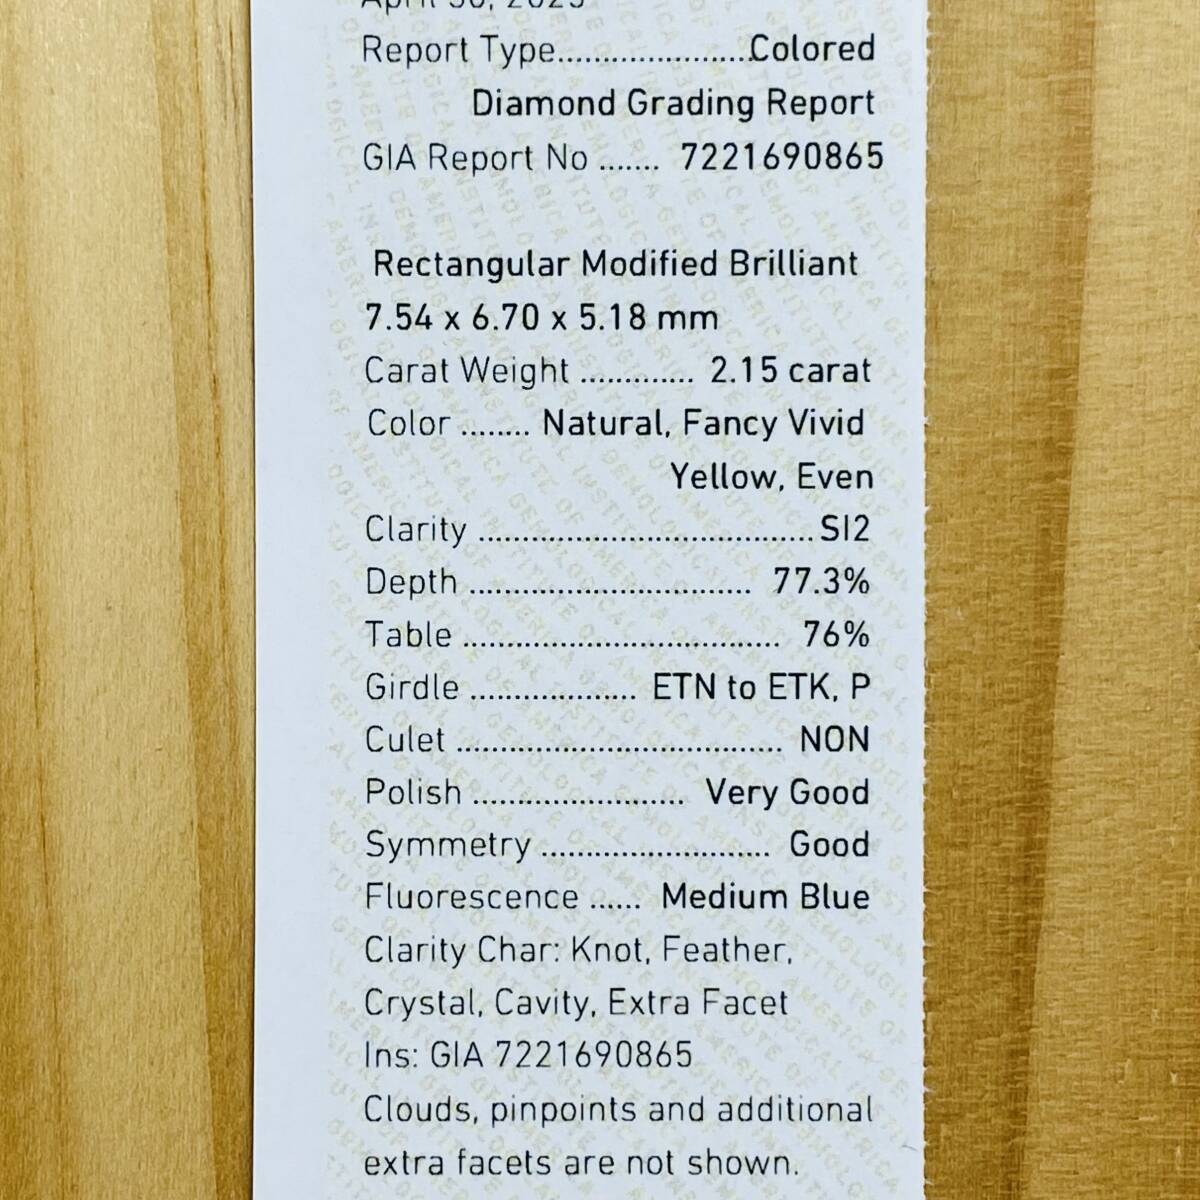 Report Type.....................Colored
Diamond Grading Report
GIA Report No ....... 7221690865
Rectangular Modified Brilliant
7.54 x 6.70 x 5.18 mm
Carat Weight ............. 2.15 carat
Color ........ Natural, Fancy Vivid
Yellow, Even
Clarity ..................................... SI2
Depth ............................... 77.3%
Table ................................... 76%
Girdle ................... ETN to ETK, P
Culet .................................... NON
Polish ........................ Very Good
Symmetry ......................... Good
Fluorescence ...... Medium Blue
Clarity Char: Knot, Feather,
Crystal, Cavity, Extra Facet
Ins: GIA 7221690865
Clouds, pinpoints and additional
extra facets are not shown.